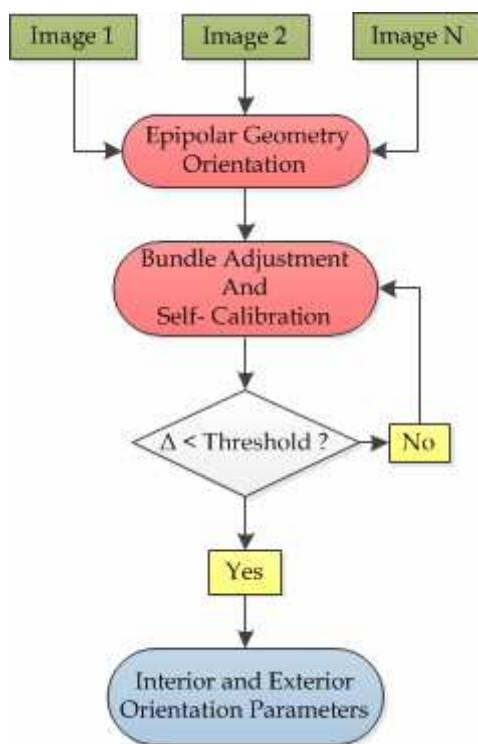 Image 1
Image 2
Image N
Epipolar Geometry
Orientation
Bundle Adjustment
And
Self- Calibration
Δ < Threshold ?
No
Yes
Interior and Exterior
Orientation Parameters